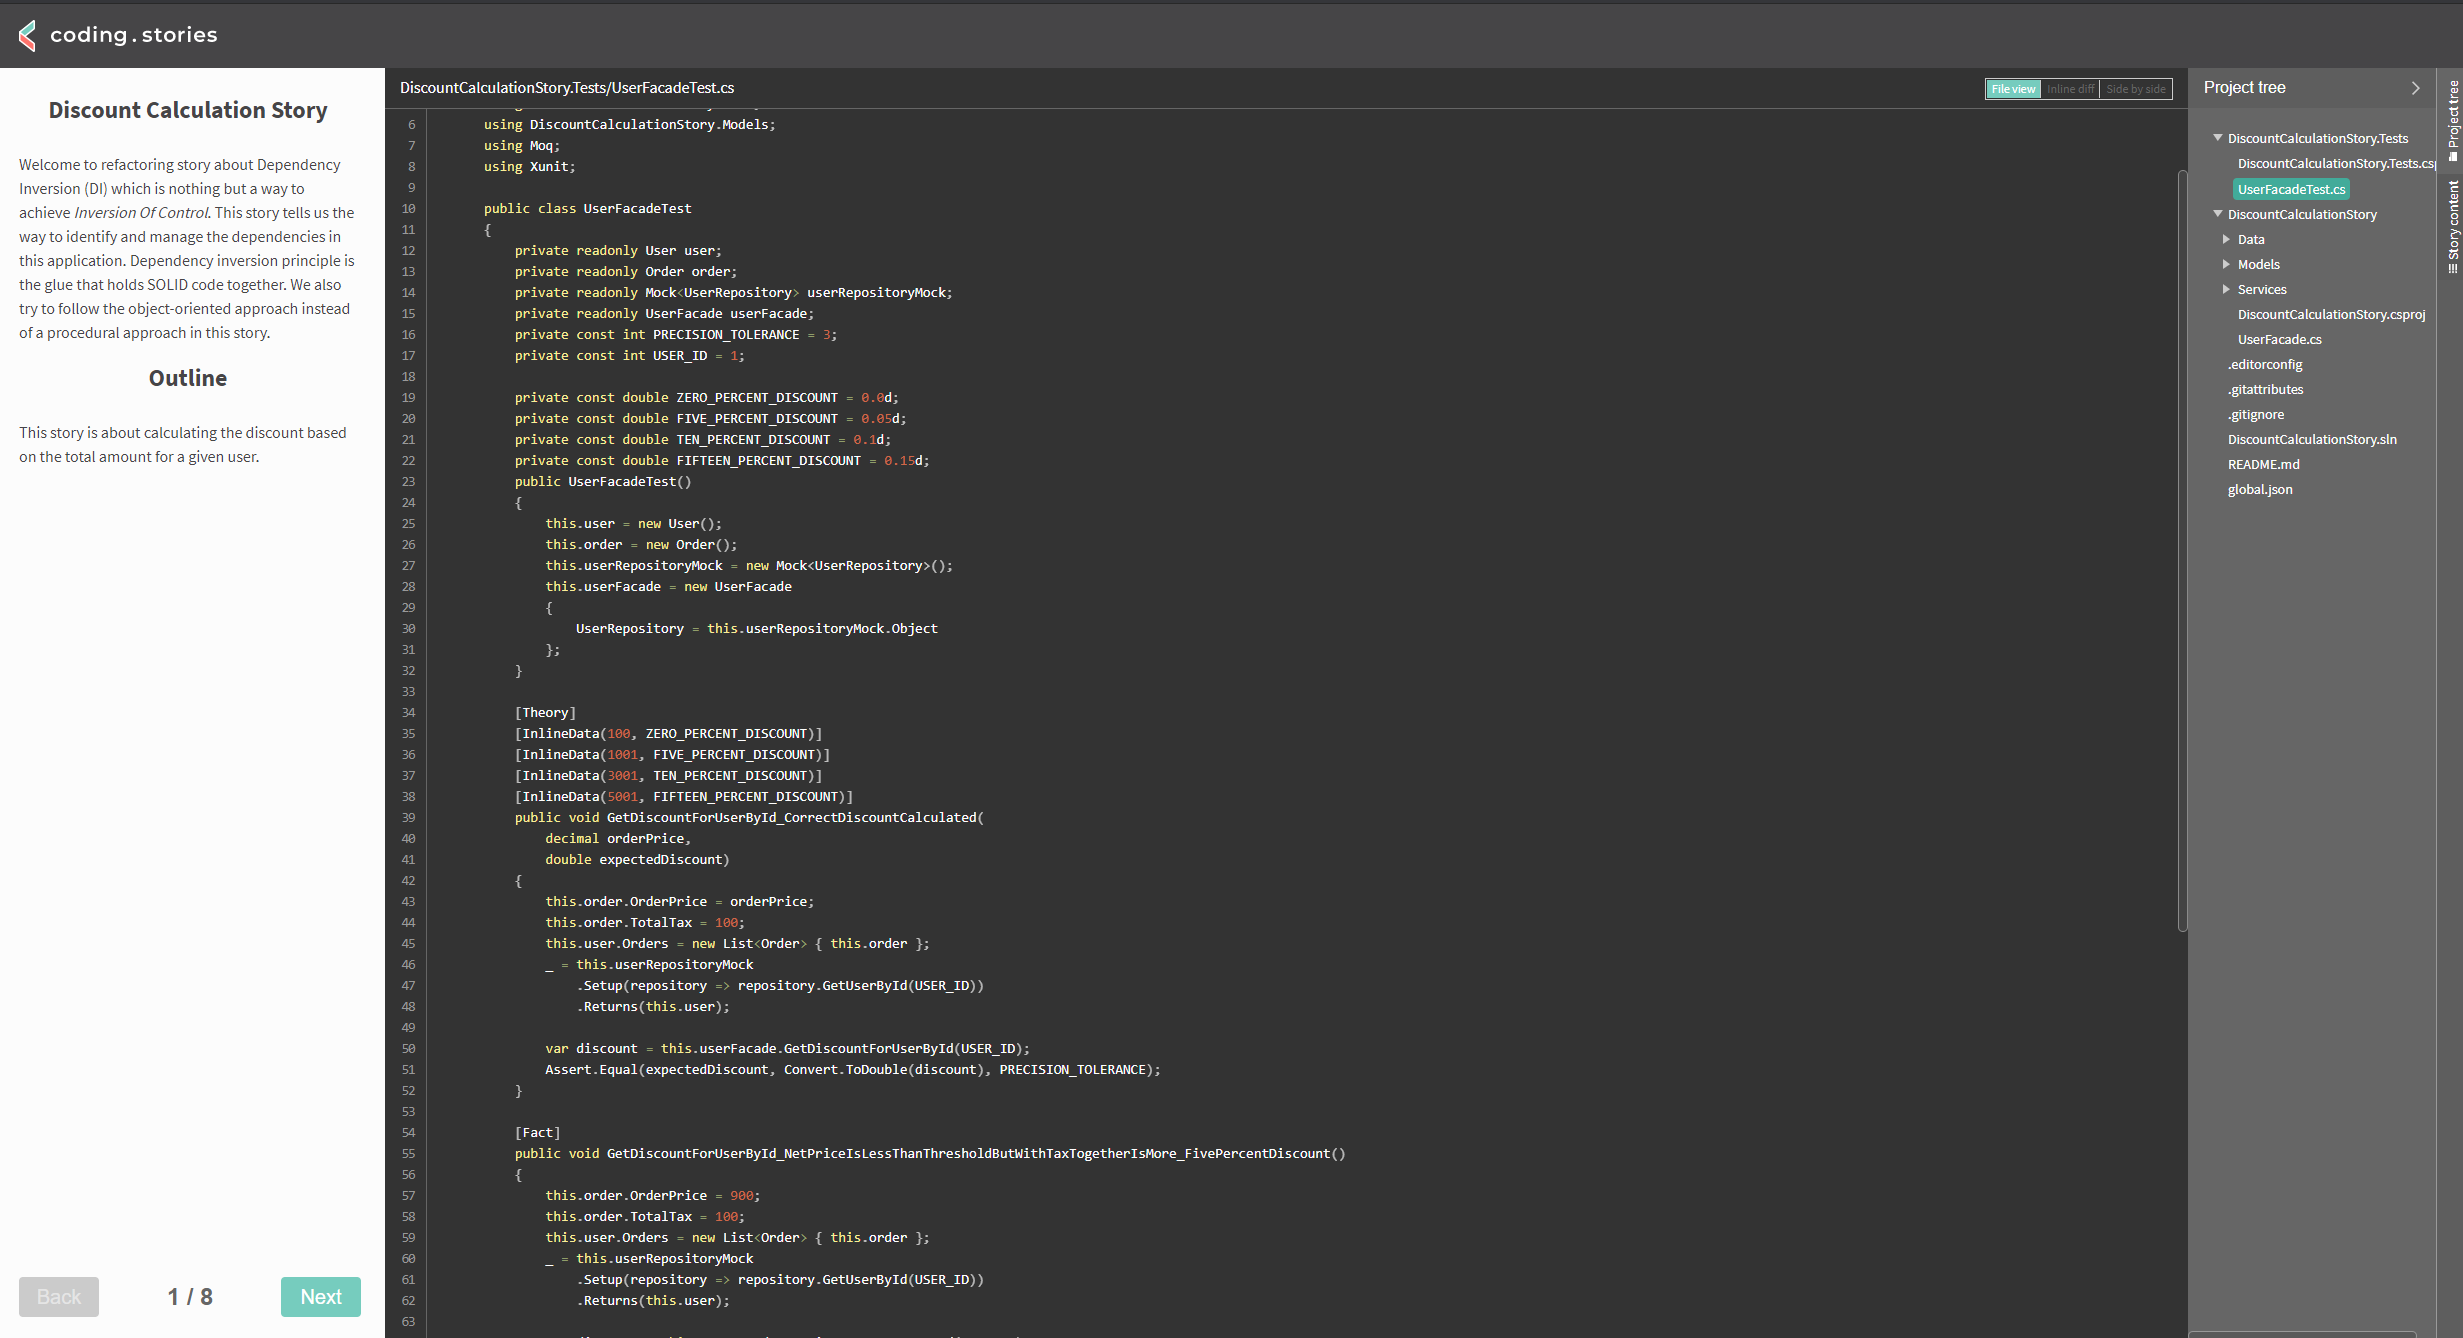 coding.stories
Discount Calculation Story
Welcome to refactoring story about Dependency
Inversion (DI) which is nothing but a way to
achieve Inversion Of Control. This story tells us the
way to identify and manage the dependencies in
this application. Dependency inversion principle is
the glue that holds SOLID code together. We also
try to follow the object-oriented approach instead
of a procedural approach in this story.
Outline
This story is about calculating the discount based
on the total amount for a given user.
Back
1 / 8
Next
DiscountCalculationStory.Tests/UserFacadeTest.cs
File view
Inline diff
Side by side
6 using DiscountCalculationStory.Models;
7 using Moq;
8 using Xunit;
9
10 public class UserFacadeTest
11 {
12 private readonly User user;
13 private readonly Order order;
14 private readonly Mock<UserRepository> userRepositoryMock;
15 private readonly UserFacade userFacade;
16 private const int PRECISION_TOLERANCE = 3;
17 private const int USER_ID = 1;
18
19 private const double ZERO_PERCENT_DISCOUNT = 0.0d;
20 private const double FIVE_PERCENT_DISCOUNT = 0.05d;
21 private const double TEN_PERCENT_DISCOUNT = 0.1d;
22 private const double FIFTEEN_PERCENT_DISCOUNT = 0.15d;
23 public UserFacadeTest()
24 {
25 this.user = new User();
26 this.order = new Order();
27 this.userRepositoryMock = new Mock<UserRepository>();
28 this.userFacade = new UserFacade
29 {
30 UserRepository = this.userRepositoryMock.Object
31 };
32 }
33
34 [Theory]
35 [InlineData(100, ZERO_PERCENT_DISCOUNT)]
36 [InlineData(1001, FIVE_PERCENT_DISCOUNT)]
37 [InlineData(3001, TEN_PERCENT_DISCOUNT)]
38 [InlineData(5001, FIFTEEN_PERCENT_DISCOUNT)]
39 public void GetDiscountForUserById_CorrectDiscountCalculated(
40 decimal orderPrice,
41 double expectedDiscount)
42 {
43 this.order.OrderPrice = orderPrice;
44 this.order.TotalTax = 100;
45 this.user.Orders = new List<Order> { this.order };
46 _ = this.userRepositoryMock
47 .Setup(repository => repository.GetUserById(USER_ID))
48 .Returns(this.user);
49
50 var discount = this.userFacade.GetDiscountForUserById(USER_ID);
51 Assert.Equal(expectedDiscount, Convert.ToDouble(discount), PRECISION_TOLERANCE);
52 }
53
54 [Fact]
55 public void GetDiscountForUserById_NetPriceIsLessThanThresholdButWithTaxTogetherIsMore_FivePercentDiscount()
56 {
57 this.order.OrderPrice = 900;
58 this.order.TotalTax = 100;
59 this.user.Orders = new List<Order> { this.order };
60 _ = this.userRepositoryMock
61 .Setup(repository => repository.GetUserById(USER_ID))
62 .Returns(this.user);
63
Project tree
DiscountCalculationStory.Tests
DiscountCalculationStory.Tests.csp
UserFacadeTest.cs
DiscountCalculationStory
Data
Models
Services
DiscountCalculationStory.csproj
UserFacade.cs
.editorconfig
.gitattributes
.gitignore
DiscountCalculationStory.sln
README.md
global.json
Project tree
Story content